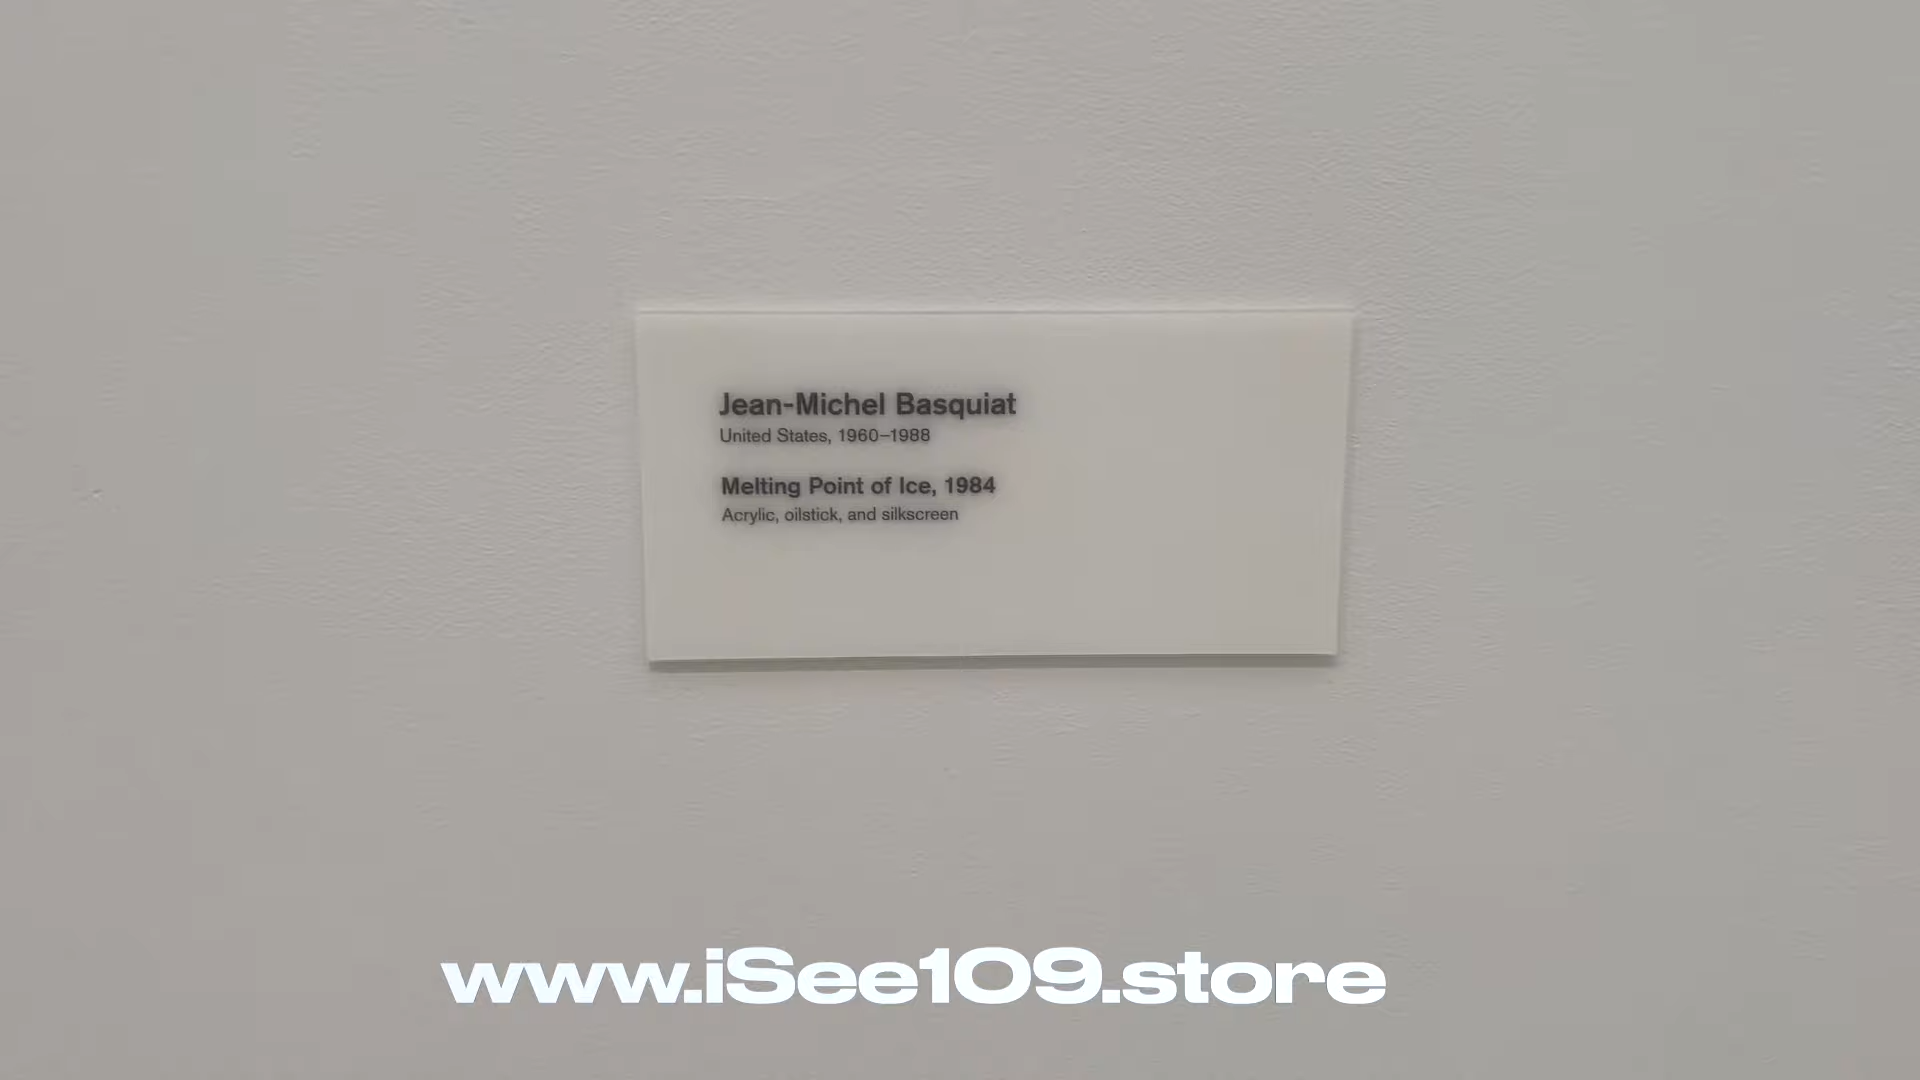 Jean-Michel Basquiat
United States, 1960–1988
Melting Point of Ice, 1984
Acrylic, oilstick, and silkscreen
www.iSee109.store